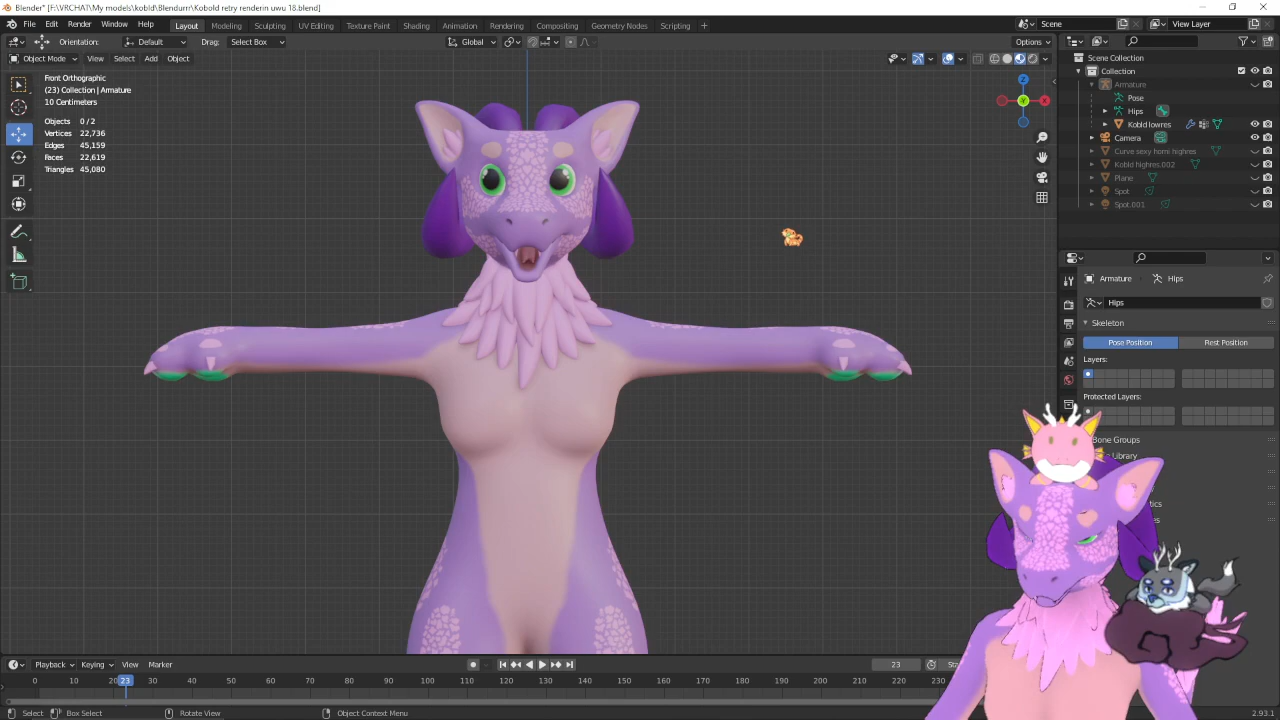 Blender* [F:\VRCHAT\My models\kobld\Blendurr\Kobold retry renderin uwu 18.blend]
File Edit Render Window Help Layout Modeling Sculpting UV Editing Texture Paint Shading Animation Rendering Compositing Geometry Nodes Scripting + Scene View Layer
Orientation: Default Drag: Select Box Global Options
Object Mode View Select Add Object
Front Orthographic
(23) Collection | Armature
10 Centimeters
Objects 0 / 2
Vertices 22,736
Edges 45,159
Faces 22,619
Triangles 45,080
Z
X
Y
Scene Collection
Collection
Armature
Pose
Hips
Kobld lowres
Camera
Curve sexy hemi highres
Kobld highres.002
Plane
Spot
Spot.001
Armature Hips
Hips
Skeleton
Pose Position Rest Position
Layers:
Protected Layers:
Bone Groups
Library
Playback Keying View Marker 23 Sta
0 10 20 23 30 40 50 60 70 80 90 100 110 120 130 140 150 160 170 180 190 200 210 220 230
Select Box Select Rotate View Object Context Menu 2.93.1